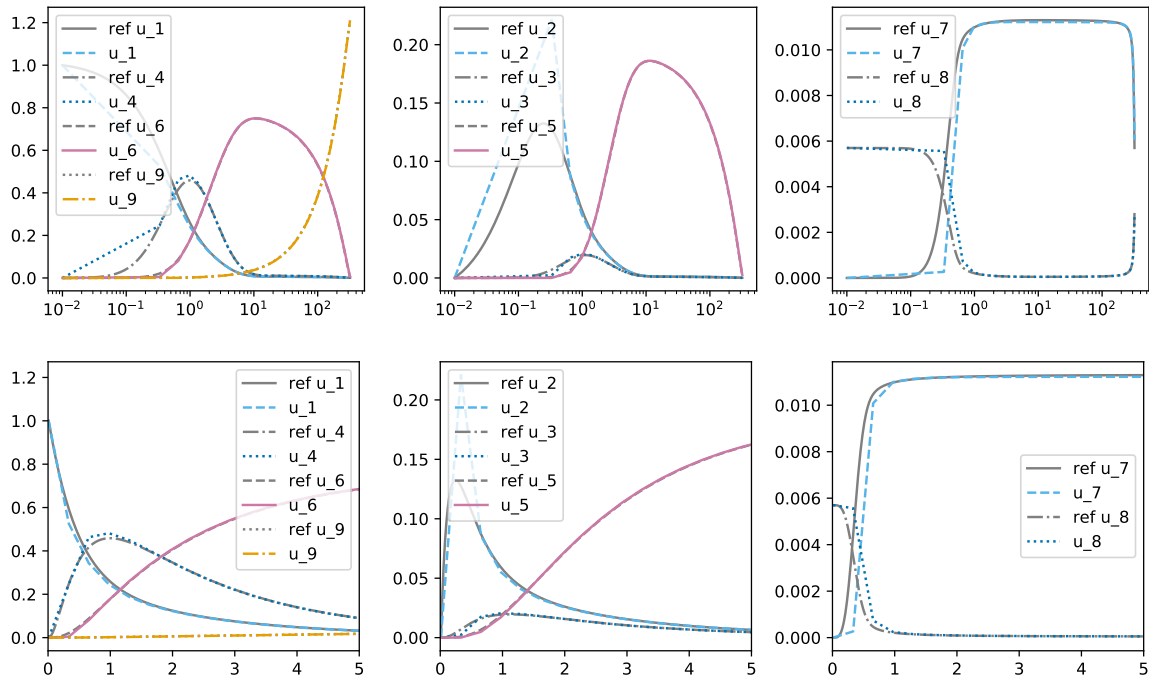 1.2
1.0
0.8
0.6
0.4
0.2
0.0
10⁻² 10⁻¹ 10⁰ 10¹ 10²
ref u_1
u_1
ref u_4
u_4
ref u_6
u_6
ref u_9
u_9
0.20
0.15
0.10
0.05
0.00
10⁻² 10⁻¹ 10⁰ 10¹ 10²
ref u_2
u_2
ref u_3
u_3
ref u_5
u_5
0.010
0.008
0.006
0.004
0.002
0.000
10⁻² 10⁻¹ 10⁰ 10¹ 10²
ref u_7
u_7
ref u_8
u_8
1.2
1.0
0.8
0.6
0.4
0.2
0.0
0 1 2 3 4 5
ref u_1
u_1
ref u_4
u_4
ref u_6
u_6
ref u_9
u_9
0.20
0.15
0.10
0.05
0.00
0 1 2 3 4 5
ref u_2
u_2
ref u_3
u_3
ref u_5
u_5
0.010
0.008
0.006
0.004
0.002
0.000
0 1 2 3 4 5
ref u_7
u_7
ref u_8
u_8